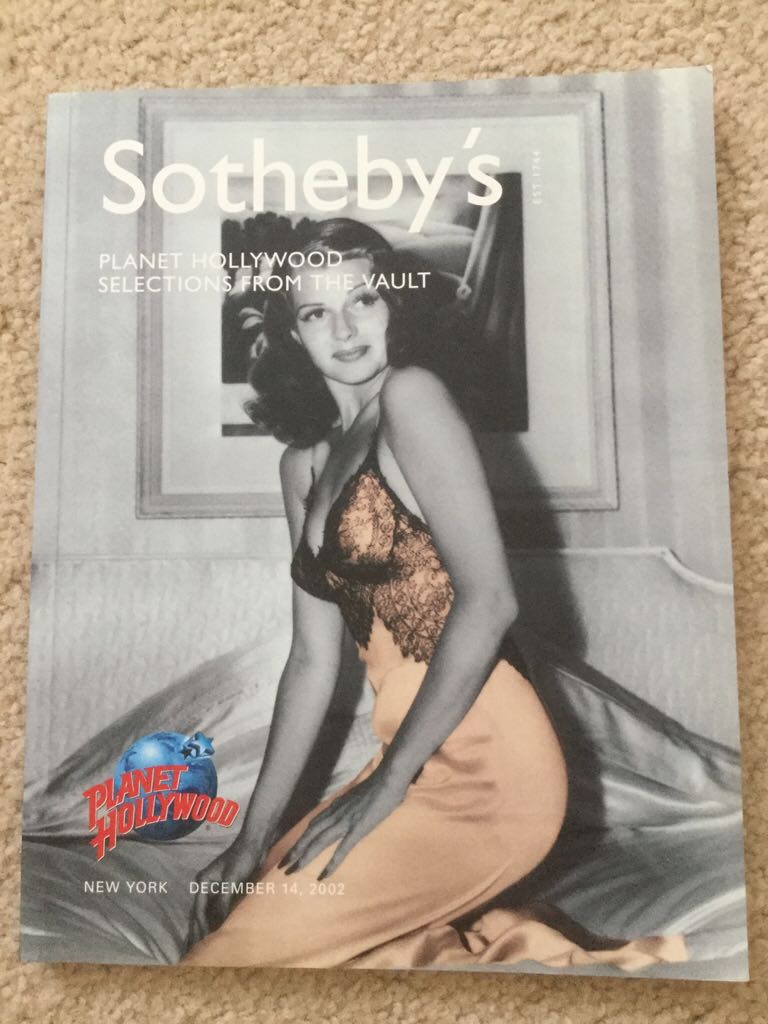 Sotheby's
EST. 1744
PLANET HOLLYWOOD
SELECTIONS FROM THE VAULT
PLANET
HOLLYWOOD
NEW YORK DECEMBER 14, 2002